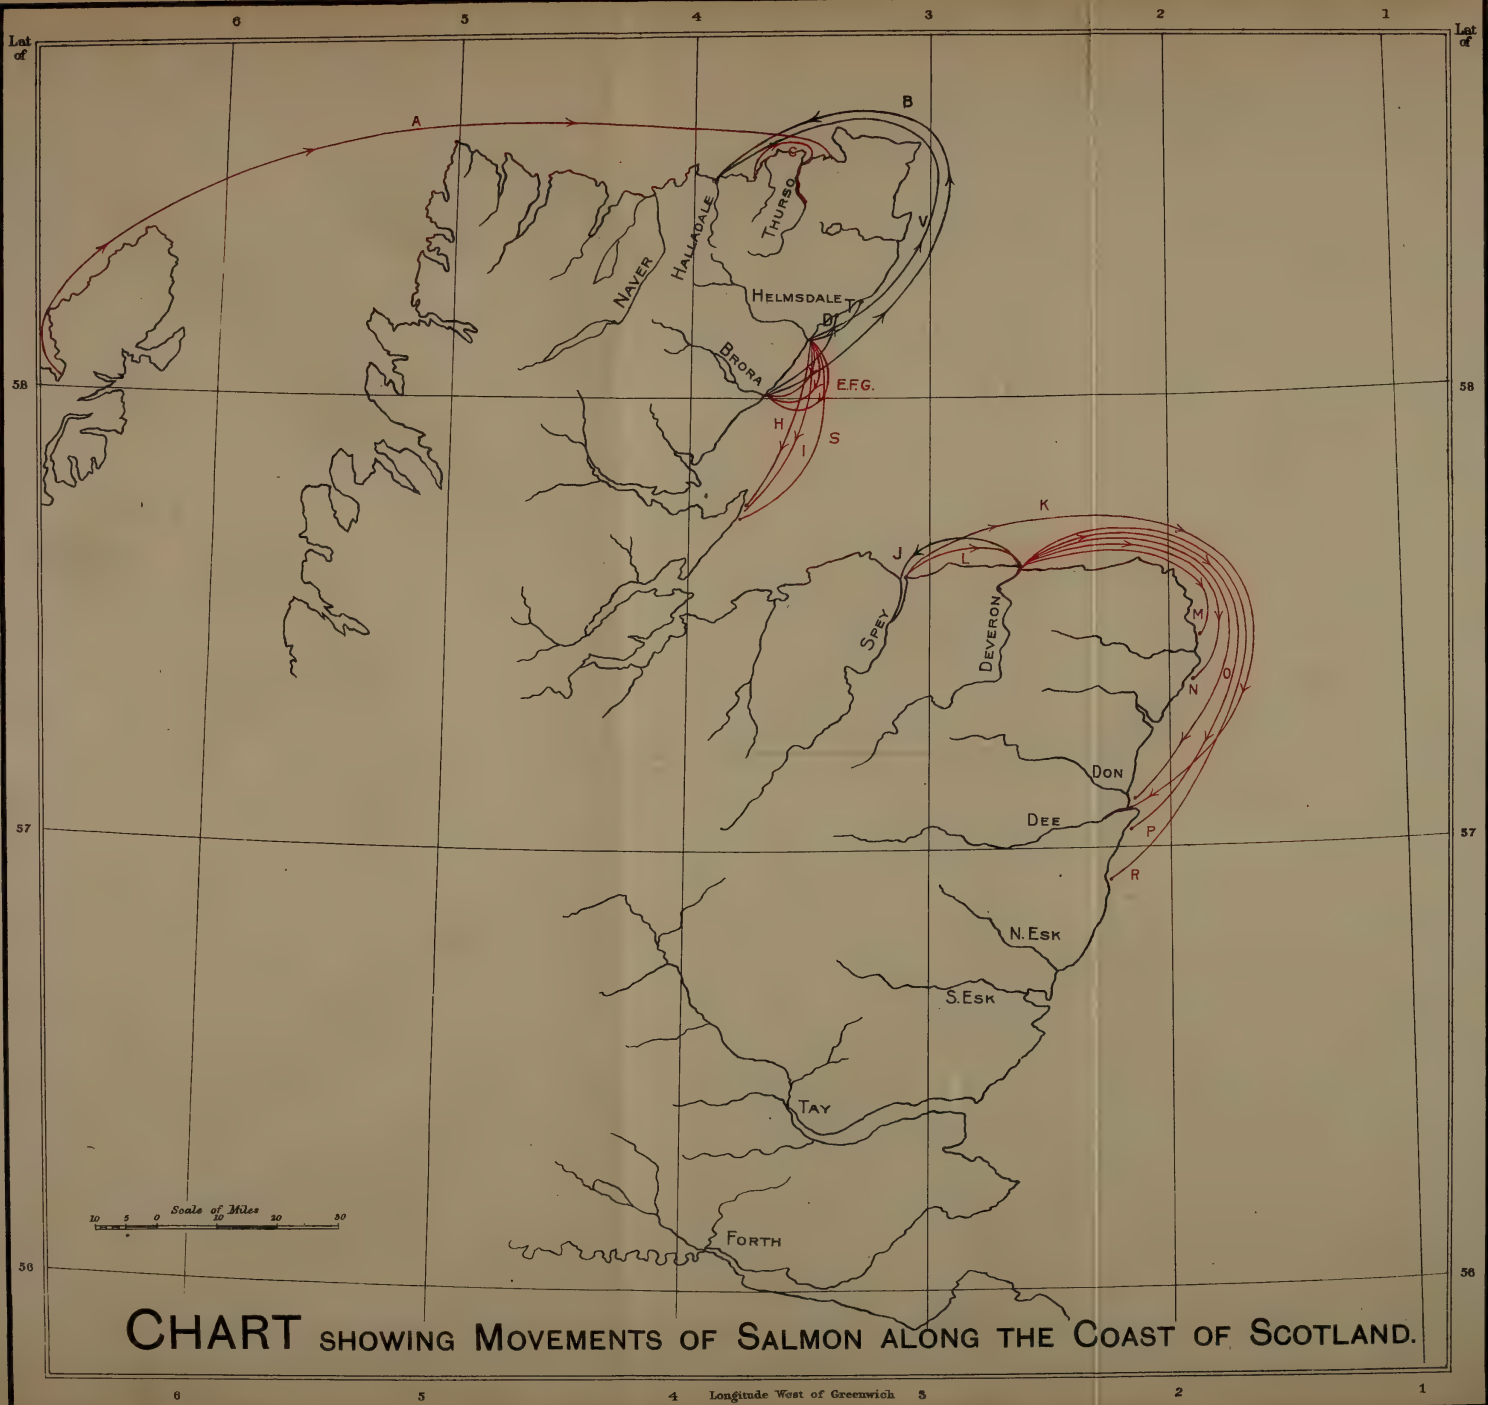 6 5 4 3 2 1
Lat of
Lat of
A
B
C
THURSO
HALLADALE
NAVER
V
HELMSDALE T
D
BRORA
58
E.F.G.
58
H
I
S
K
J
L
SPEY
DEVERON
M
N
O
DON
DEE
57
P
57
R
N. ESK
S. ESK
TAY
Scale of Miles
10 5 0 10 20 30
FORTH
56
56
CHART SHOWING MOVEMENTS OF SALMON ALONG THE COAST OF SCOTLAND.
6 5 4 Longitude West of Greenwich 3 2 1